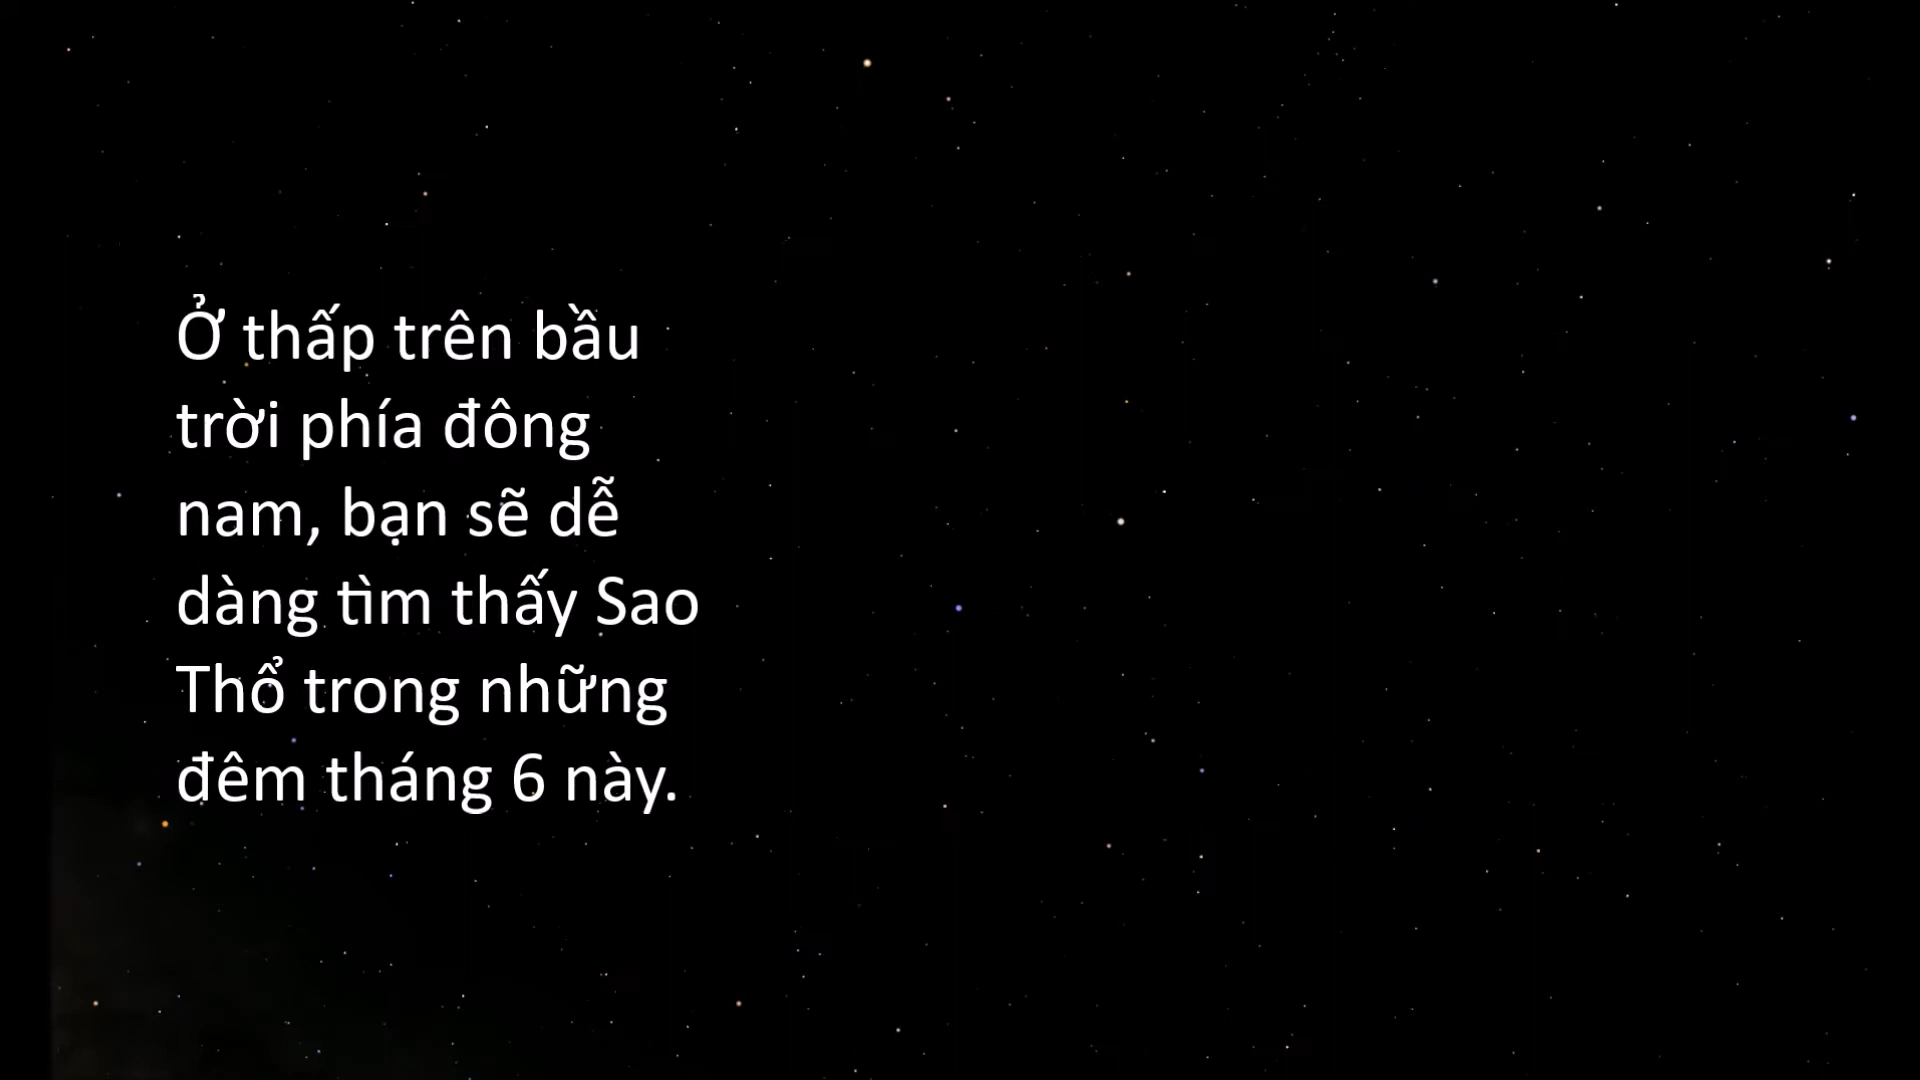 Ở thấp trên bầu
trời phía đông
nam, bạn sẽ dễ
dàng tìm thấy Sao
Thổ trong những
đêm tháng 6 này.